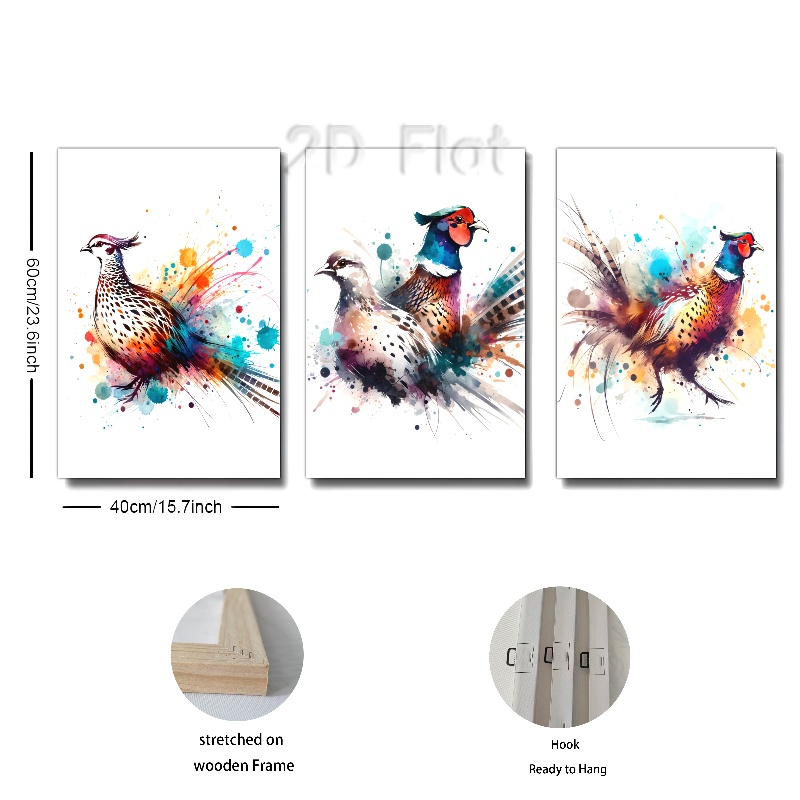 2D Flat
60cm/23.6inch
40cm/15.7inch
stretched on
wooden Frame
Hook
Ready to Hang